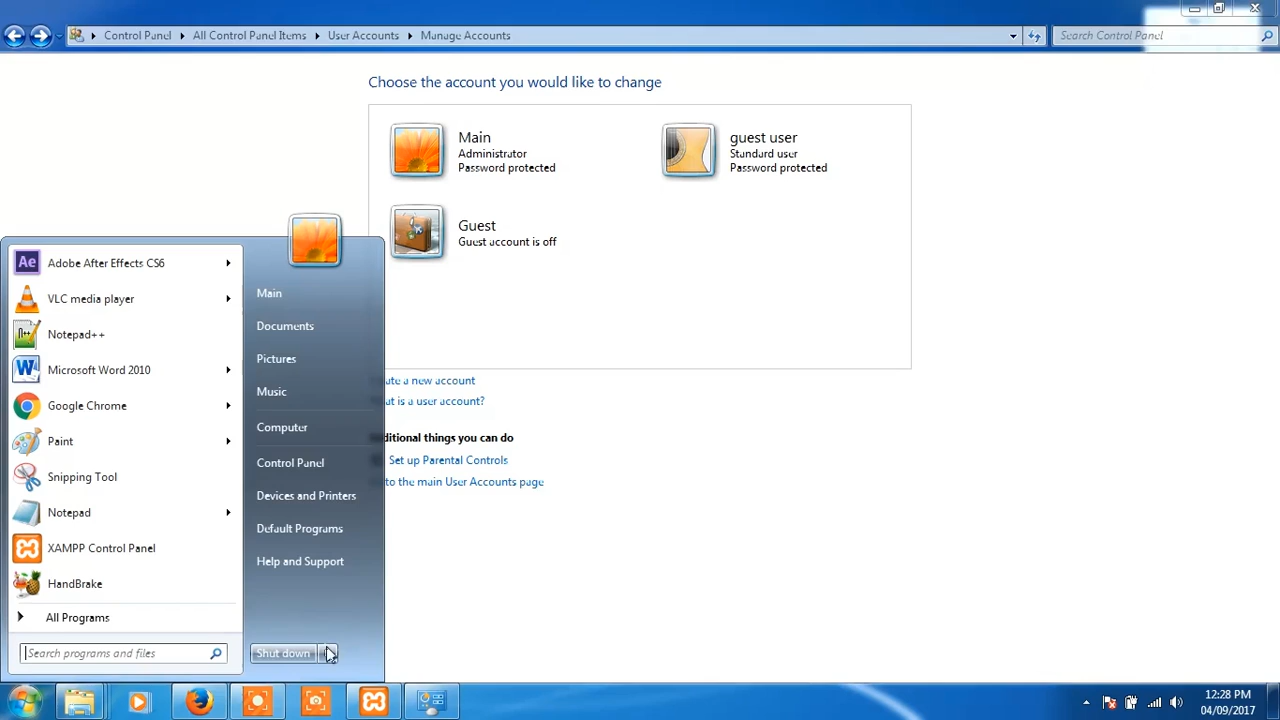 Control Panel
All Control Panel Items
User Accounts
Manage Accounts
Search Control Panel
Choose the account you would like to change
Main
Administrator
Password protected
guest user
Standard user
Password protected
Guest
Guest account is off
ate a new account
at is a user account?
ditional things you can do
Set up Parental Controls
to the main User Accounts page
Ae
Adobe After Effects CS6
VLC media player
Notepad++
Microsoft Word 2010
Google Chrome
Paint
Snipping Tool
Notepad
XAMPP Control Panel
HandBrake
All Programs
Search programs and files
Main
Documents
Pictures
Music
Computer
Control Panel
Devices and Printers
Default Programs
Help and Support
Shut down
12:28 PM
04/09/2017